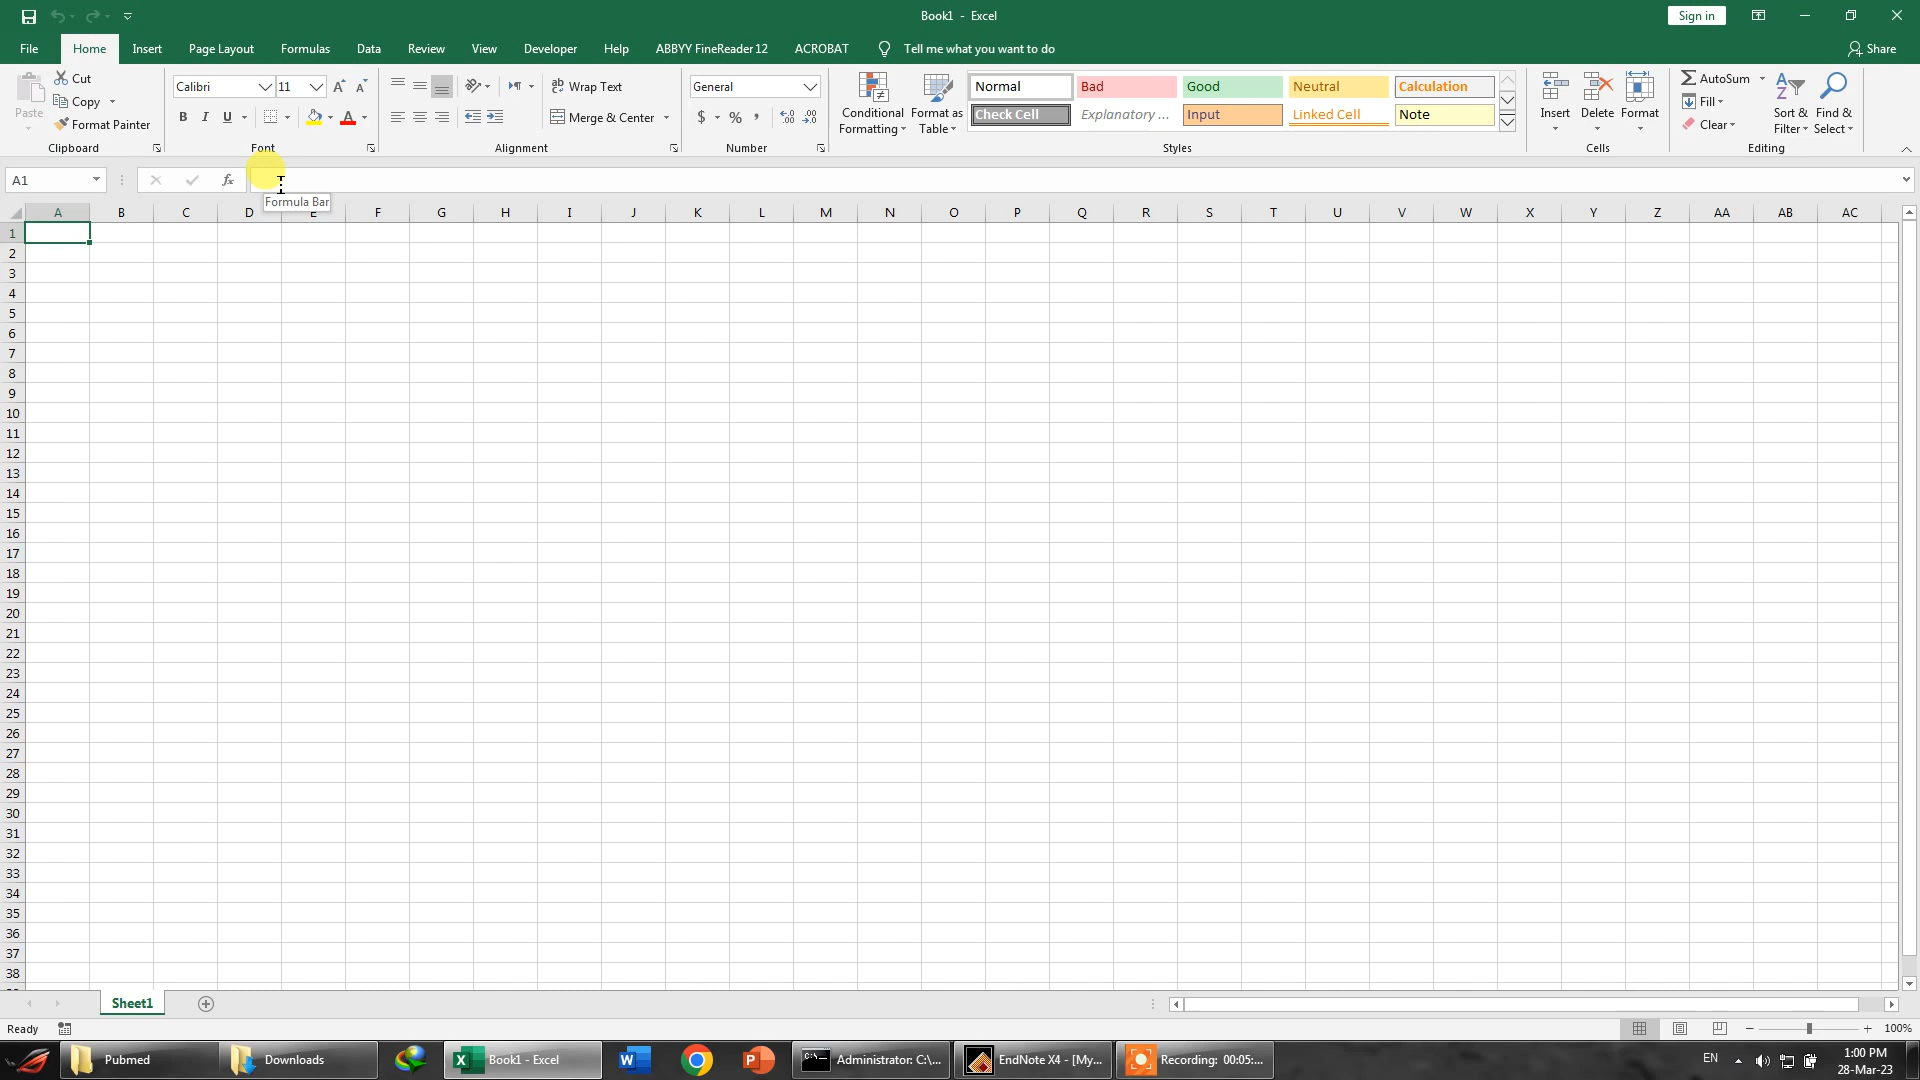 Book1 - Excel
Sign in
File Home Insert Page Layout Formulas Data Review View Developer Help ABBYY FineReader 12 ACROBAT Tell me what you want to do Share
Paste Cut
Copy
Format Painter
Clipboard
Calibri 11
B I U A
Font
Wrap Text
Merge & Center
Alignment
General
$ % ,
Number
Conditional Formatting
Format as Table
Normal Bad Good Neutral Calculation
Check Cell Explanatory ... Input Linked Cell Note
Styles
Insert Delete Format
Cells
AutoSum
Fill
Clear
Sort & Filter
Find & Select
Editing
A1 fx
Formula Bar
A B C D E F G H I J K L M N O P Q R S T U V W X Y Z AA AB AC
1
2
3
4
5
6
7
8
9
10
11
12
13
14
15
16
17
18
19
20
21
22
23
24
25
26
27
28
29
30
31
32
33
34
35
36
37
38
Sheet1
Ready 100%
Pubmed Downloads Book1 - Excel Administrator: C:\... EndNote X4 - [My... Recording: 00:05:... EN 1:00 PM
28-Mar-23